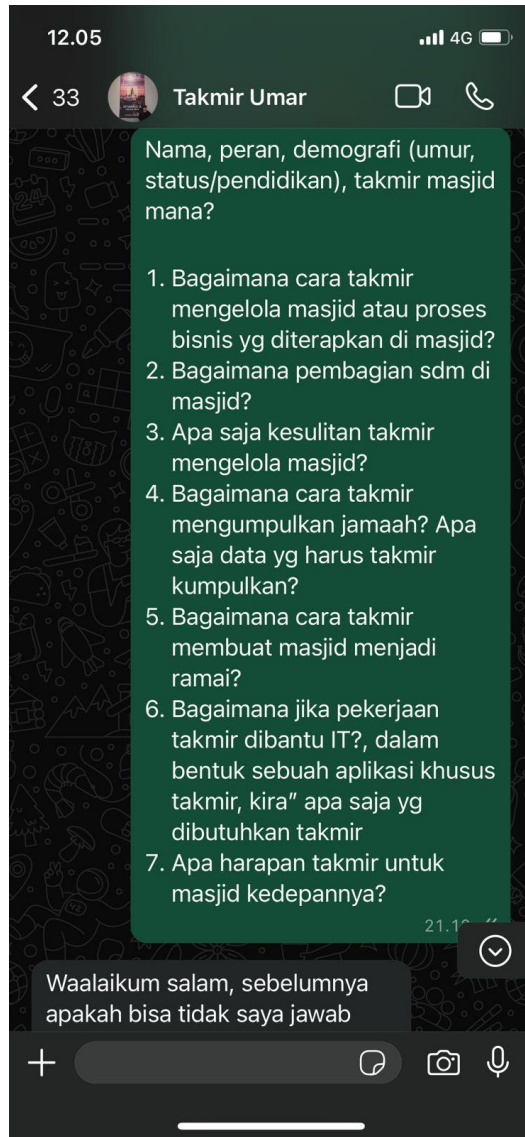 12.05
4G
33
Takmir Umar
Nama, peran, demografi (umur,
status/pendidikan), takmir masjid
mana?
1. Bagaimana cara takmir
mengelola masjid atau proses
bisnis yg diterapkan di masjid?
2. Bagaimana pembagian sdm di
masjid?
3. Apa saja kesulitan takmir
mengelola masjid?
4. Bagaimana cara takmir
mengumpulkan jamaah? Apa
saja data yg harus takmir
kumpulkan?
5. Bagaimana cara takmir
membuat masjid menjadi
ramai?
6. Bagaimana jika pekerjaan
takmir dibantu IT?, dalam
bentuk sebuah aplikasi khusus
takmir, kira” apa saja yg
dibutuhkan takmir
7. Apa harapan takmir untuk
masjid kedepannya?
Waalaikum salam, sebelumnya
apakah bisa tidak saya jawab